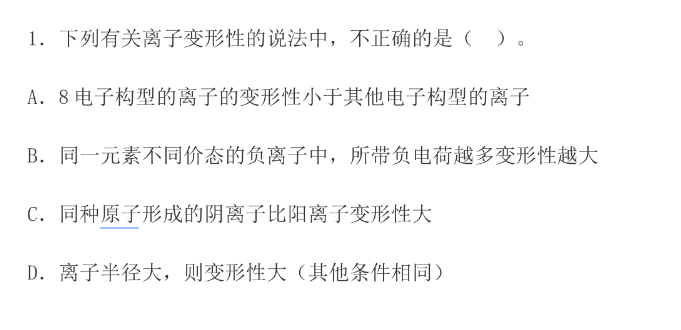 1．下列有关离子变形性的说法中，不正确的是（　）。
A．8 电子构型的离子的变形性小于其他电子构型的离子
B．同一元素不同价态的负离子中，所带负电荷越多变形性越大
C．同种原子形成的阴离子比阳离子变形性大
D．离子半径大，则变形性大（其他条件相同）